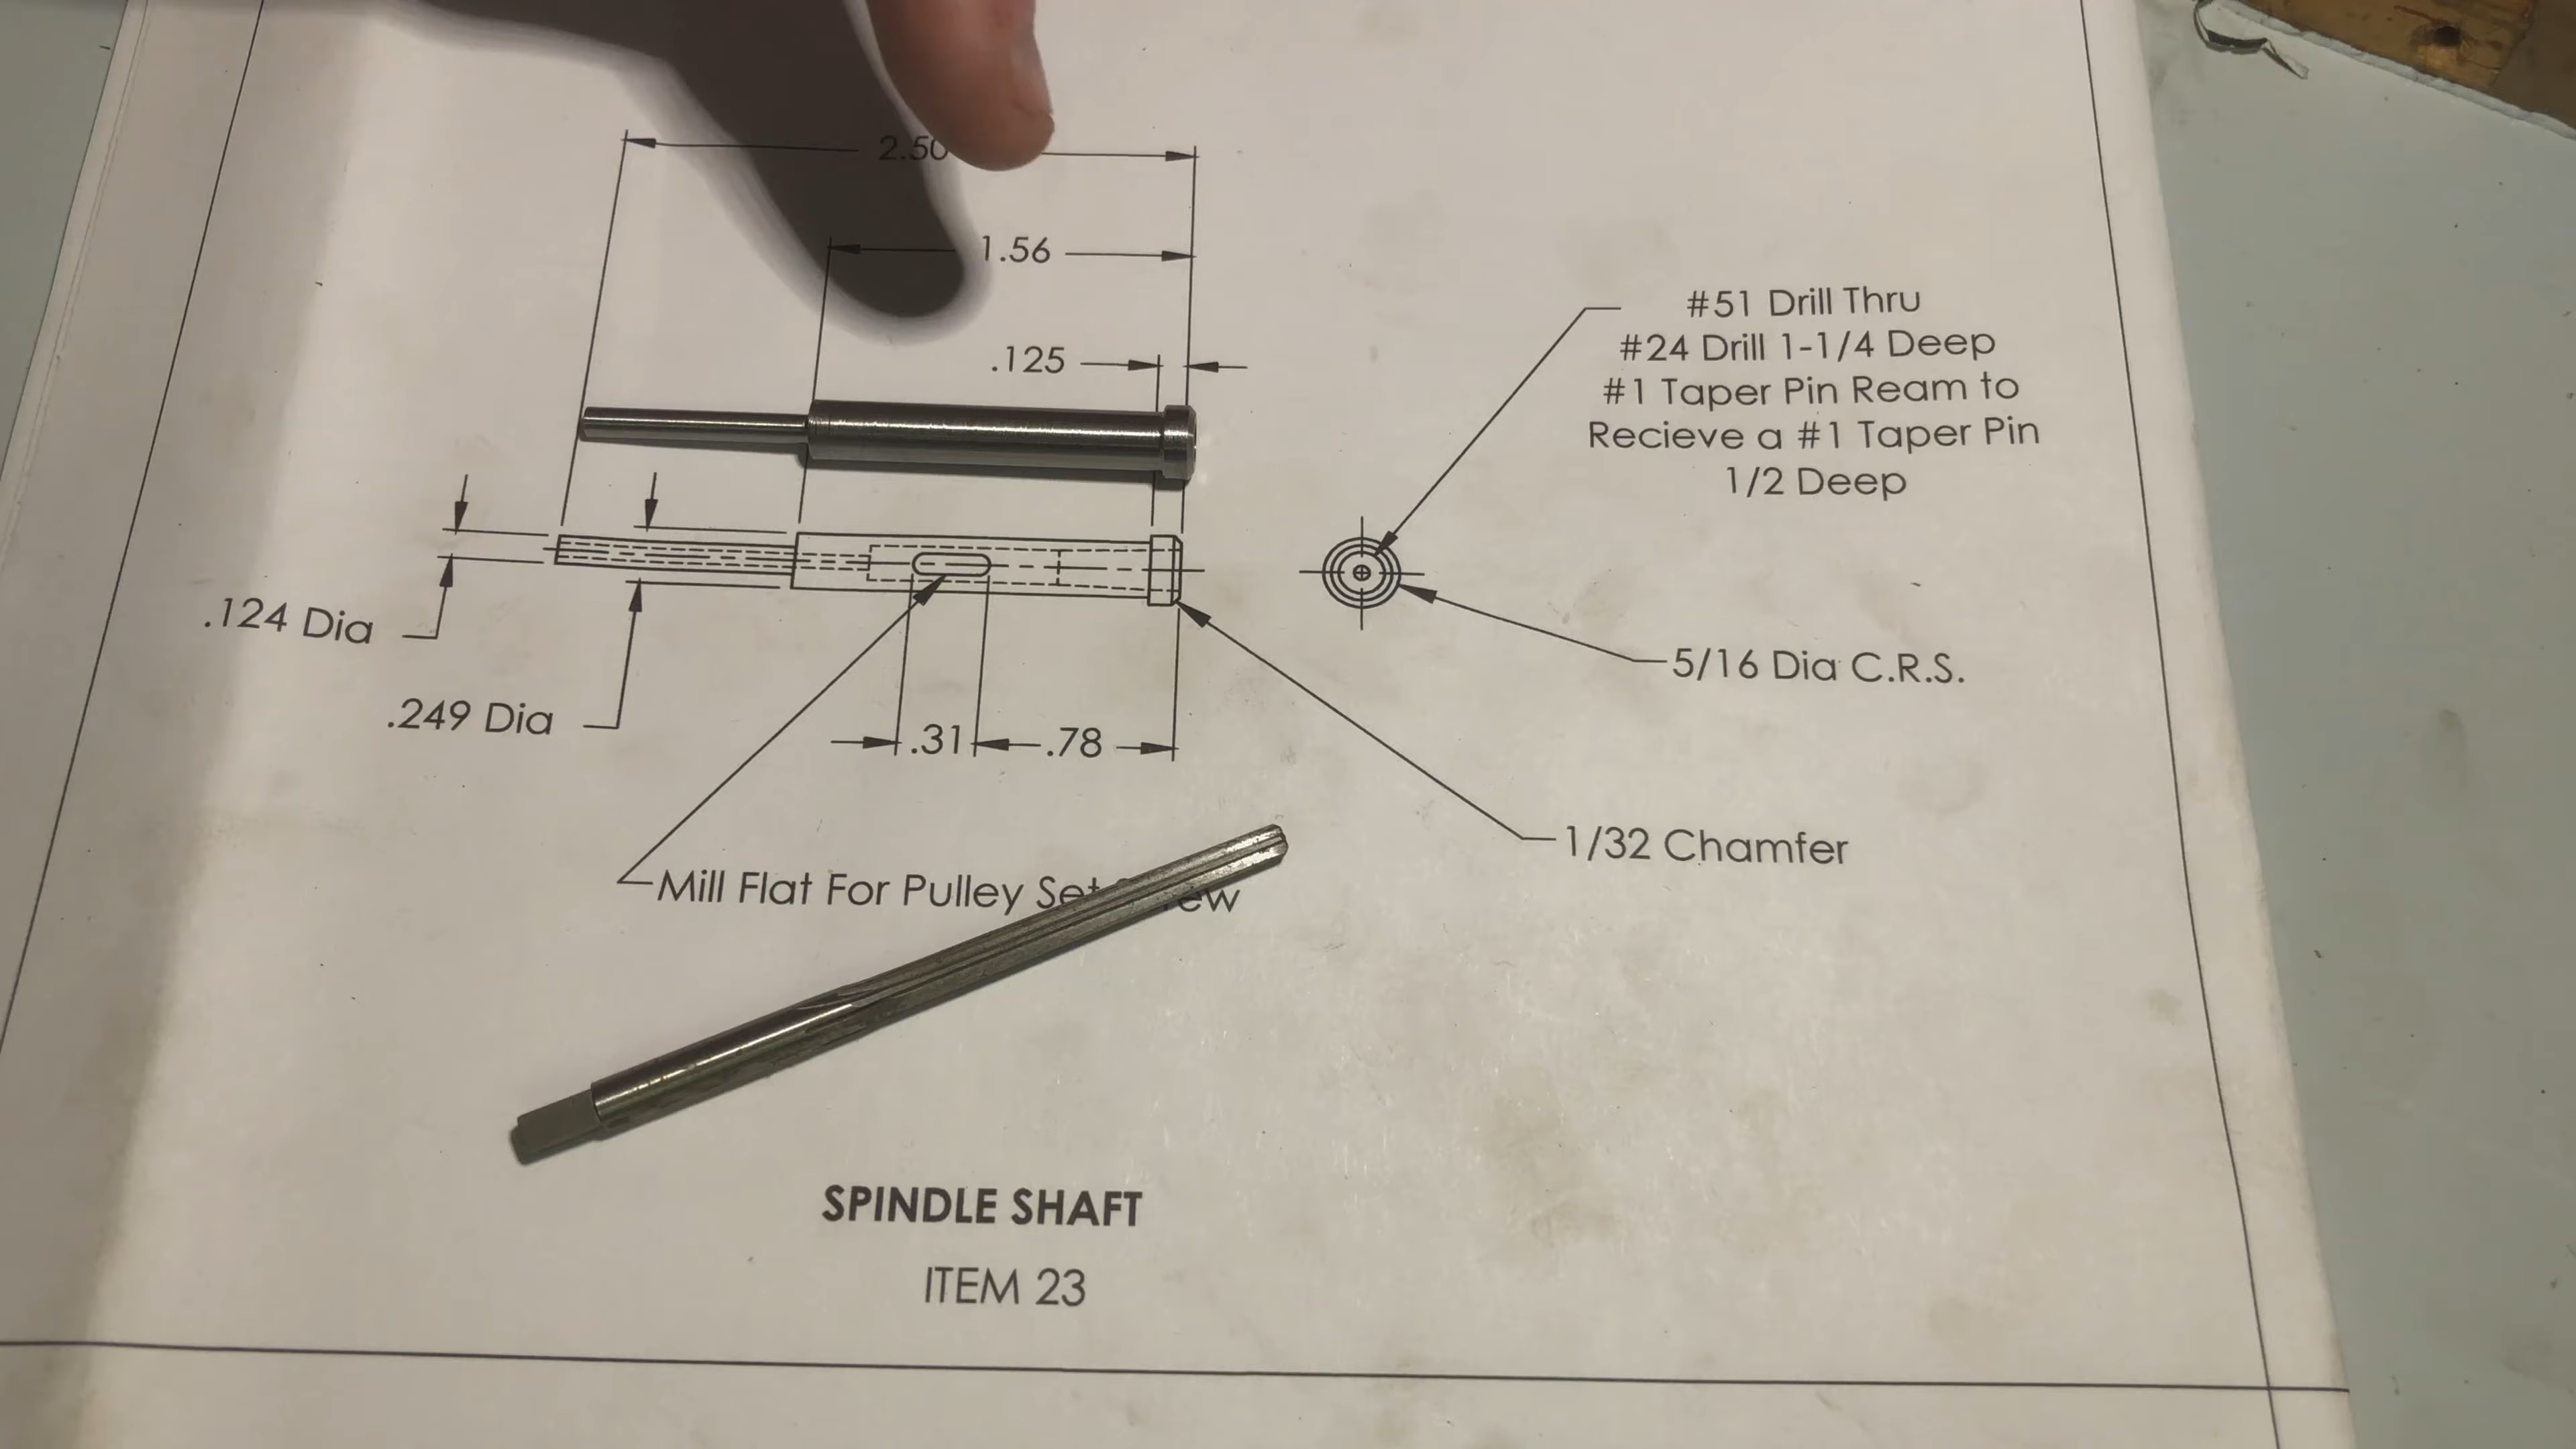 2.50
1.56
.125
#51 Drill Thru
#24 Drill 1-1/4 Deep
#1 Taper Pin Ream to
Recieve a #1 Taper Pin
1/2 Deep
.124 Dia
.249 Dia
5/16 Dia C.R.S.
.31
.78
1/32 Chamfer
Mill Flat For Pulley Set
SPINDLE SHAFT
ITEM 23